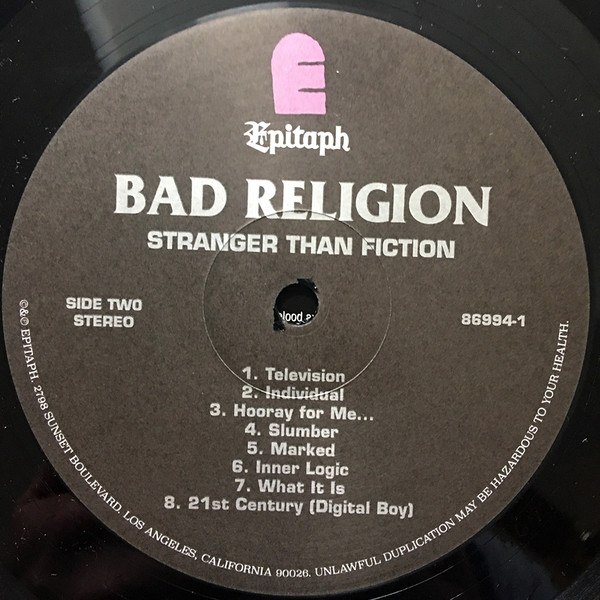 E
Epitaph
BAD RELIGION
STRANGER THAN FICTION
SIDE TWO
STEREO
86994-1
1. Television
2. Individual
3. Hooray for Me...
4. Slumber
5. Marked
6. Inner Logic
7. What It Is
8. 21st Century (Digital Boy)
©&℗ EPITAPH. 2798 SUNSET BOULEVARD. LOS ANGELES, CALIFORNIA 90026. UNLAWFUL DUPLICATION MAY BE HAZARDOUS TO YOUR HEALTH.